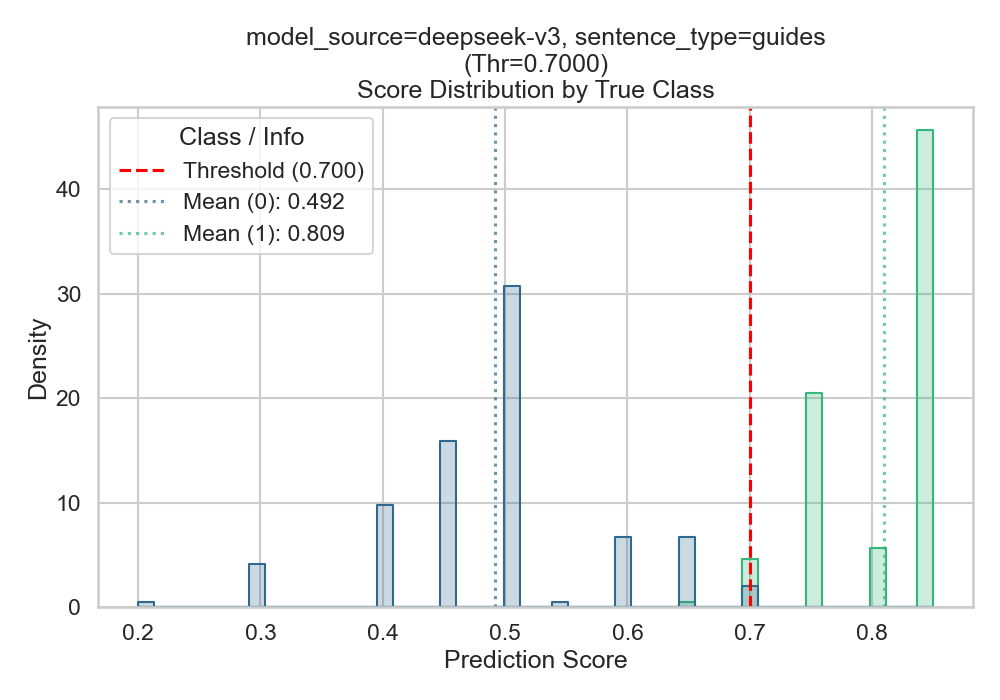 model_source=deepseek-v3, sentence_type=guides
(Thr=0.7000)
Score Distribution by True Class
Class / Info
Threshold (0.700)
Mean (0): 0.492
Mean (1): 0.809
Density
40
30
20
10
0
0.2 0.3 0.4 0.5 0.6 0.7 0.8
Prediction Score